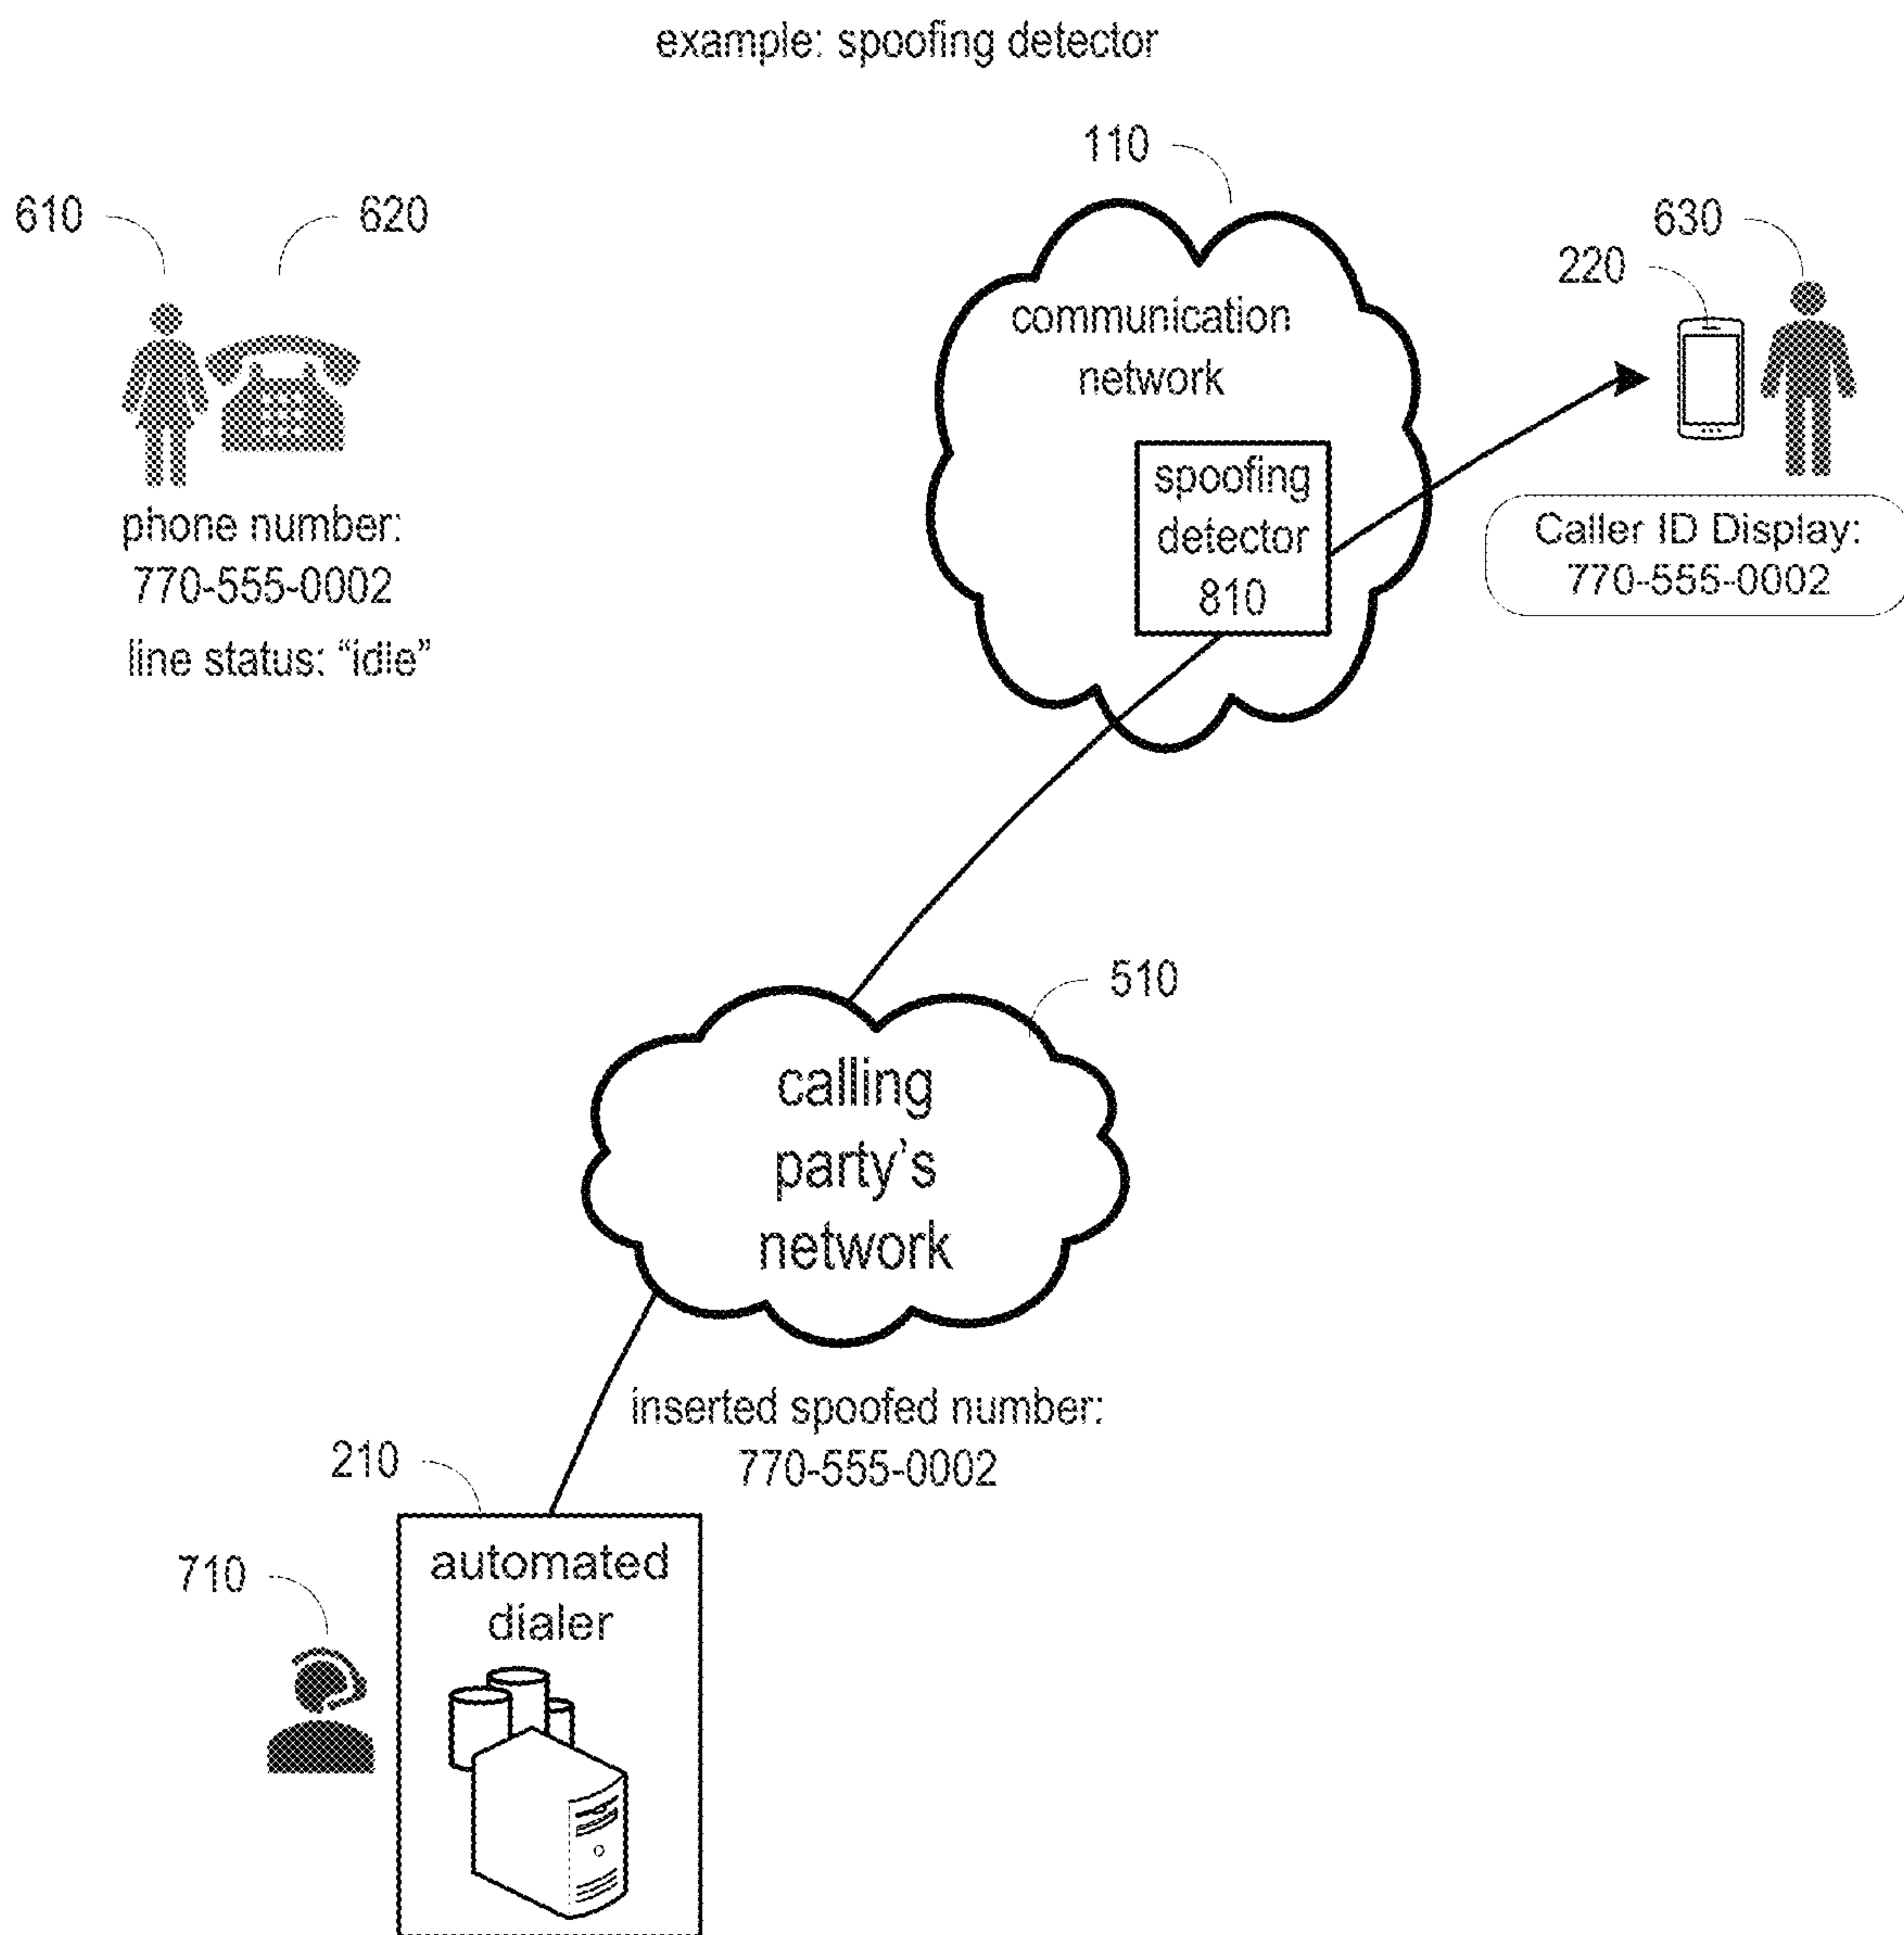 example: spoofing detector
110
610
620
630
220
communication
network
spoofing
detector
810
phone number:
770-555-0002
line status: “idle”
Caller ID Display:
770-555-0002
510
calling
party's
network
inserted spoofed number:
770-555-0002
210
710
automated
dialer